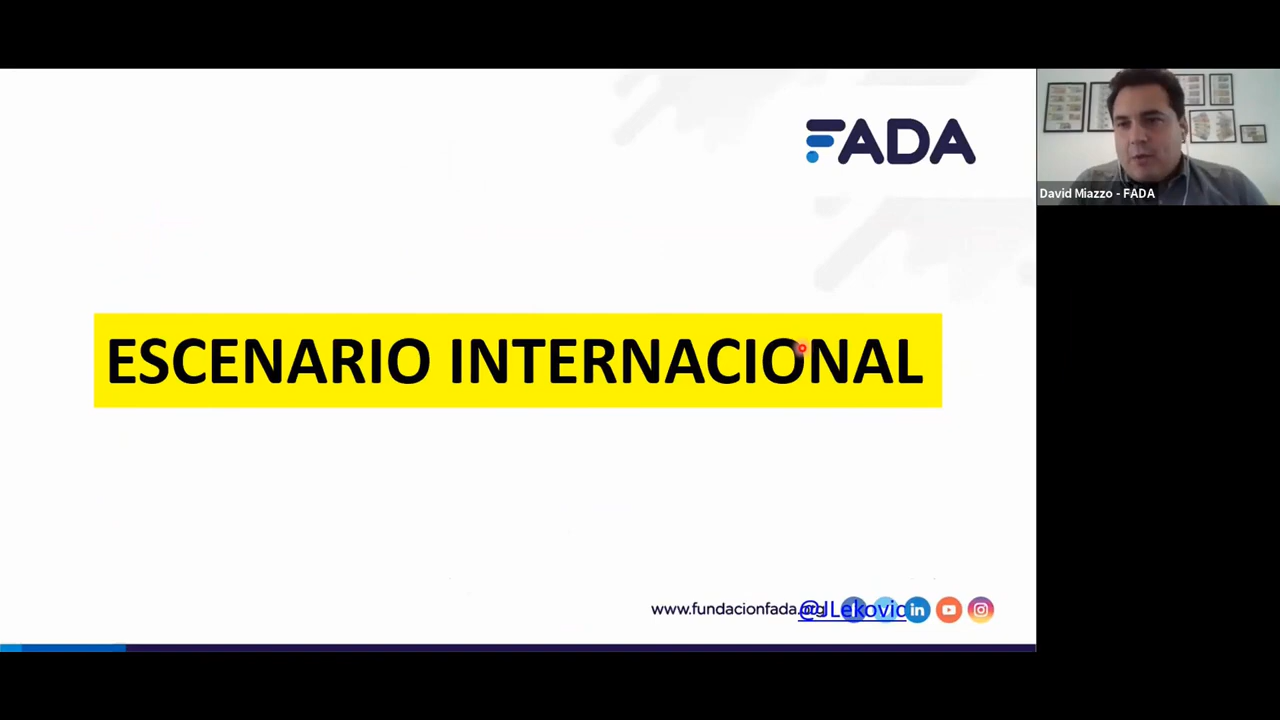 FADA
David Miazzo - FADA
ESCENARIO INTERNACIONAL
www.fundacionfada.org
@JLekovic